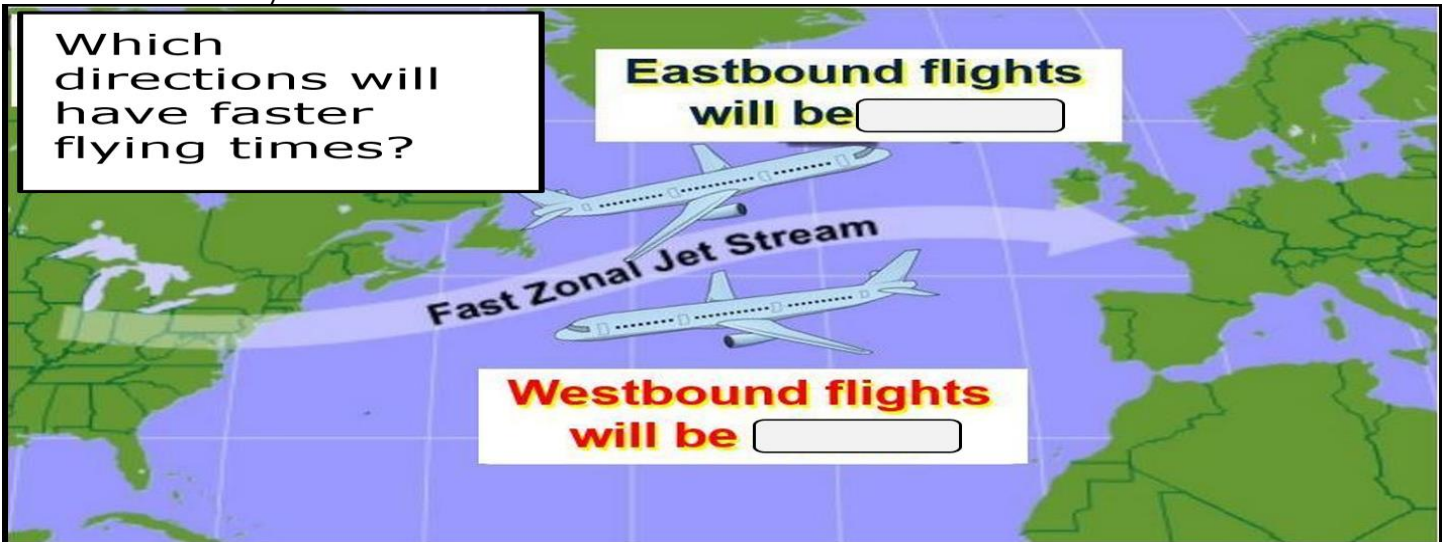 Which
directions will
have faster
flying times?
Eastbound flights
will be
Fast Zonal Jet Stream
Westbound flights
will be